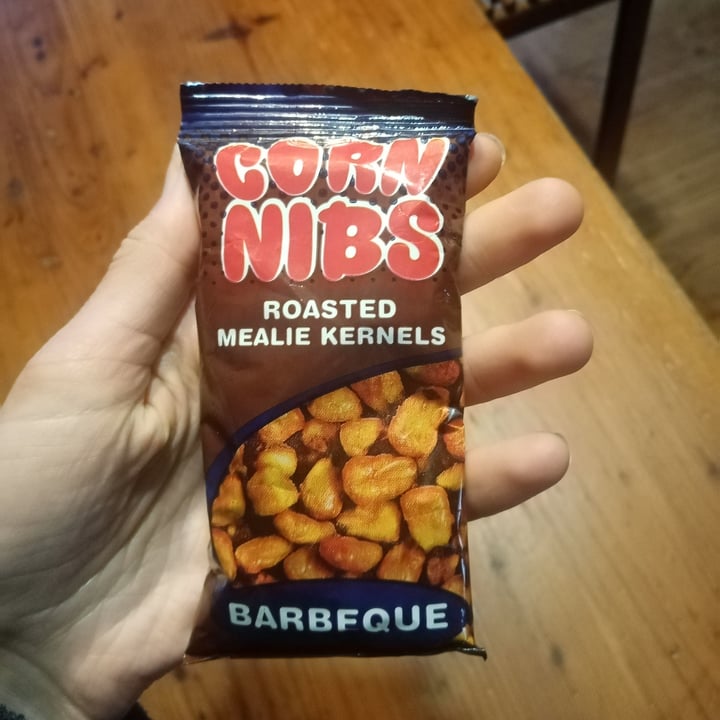 CORN
NIBS
ROASTED
MEALIE KERNELS
BARBEQUE